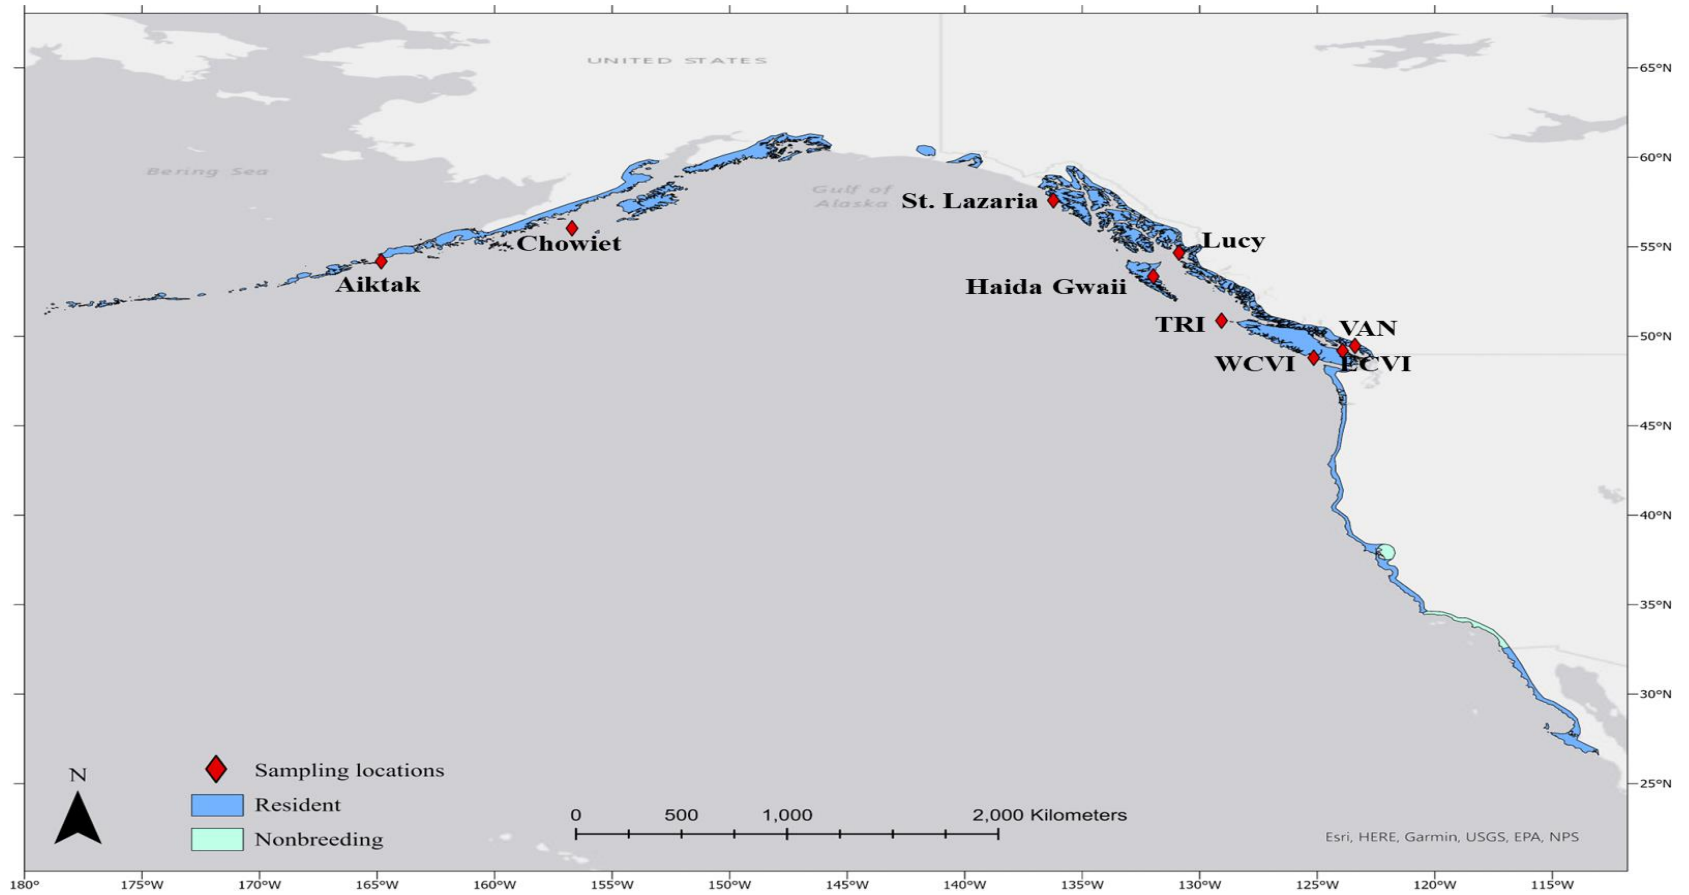 UNITED STATES
65°N
60°N
Bering Sea
Gulf of
Alaska
St. Lazaria
Chowiet
Lucy
55°N
Aiktak
Haida Gwaii
TRI
VAN
50°N
WCVI
ECVI
45°N
40°N
35°N
30°N
25°N
N
Sampling locations
Resident
Nonbreeding
0 500 1,000 2,000 Kilometers
Esri, HERE, Garmin, USGS, EPA, NPS
180° 175°W 170°W 165°W 160°W 155°W 150°W 145°W 140°W 135°W 130°W 125°W 120°W 115°W